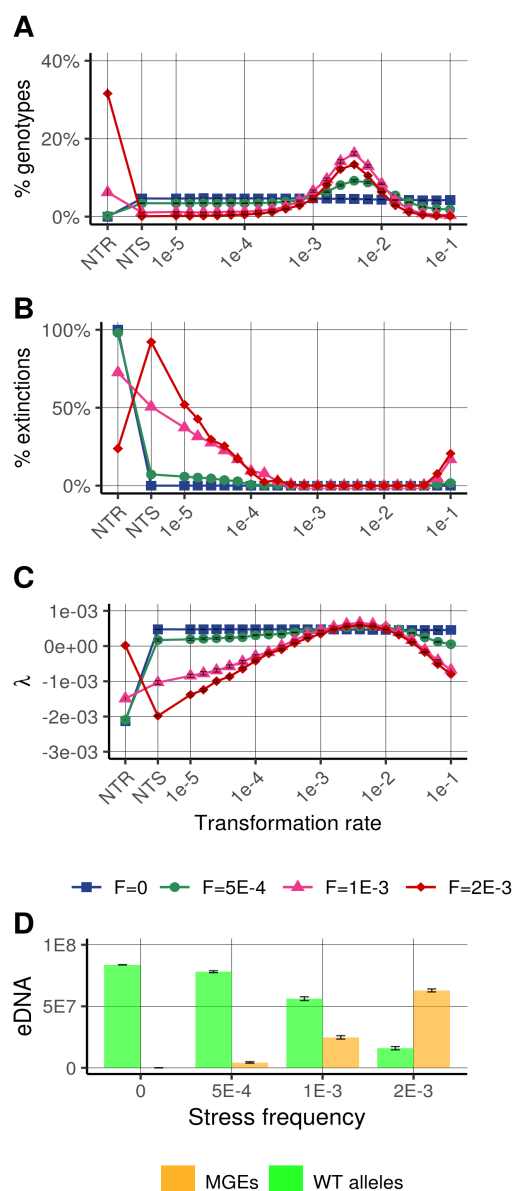 A
% genotypes
40%
20%
0%
NTR NTS 1e-5 1e-4 1e-3 1e-2 1e-1
B
% extinctions
100%
50%
0%
NTR NTS 1e-5 1e-4 1e-3 1e-2 1e-1
C
λ
1e-03
0e+00
-1e-03
-2e-03
-3e-03
NTR NTS 1e-5 1e-4 1e-3 1e-2 1e-1
Transformation rate
F=0 F=5E-4 F=1E-3 F=2E-3
D
eDNA
1E8
5E7
0
0 5E-4 1E-3 2E-3
Stress frequency
MGEs WT alleles